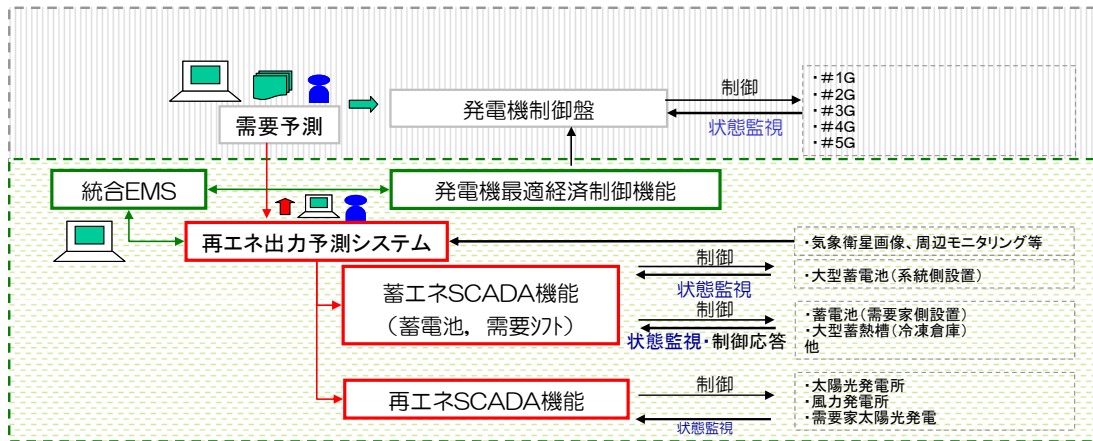 需要予測
発電機制御盤
制御
状態監視
・#1G
・#2G
・#3G
・#4G
・#5G
統合EMS
発電機最適経済制御機能
再エネ出力予測システム
・気象衛星画像、周辺モニタリング等
蓄エネSCADA機能
（蓄電池，需要ｼﾌﾄ）
制御
状態監視
・大型蓄電池（系統側設置）
制御
状態監視・制御応答
・蓄電池（需要家側設置）
・大型蓄熱槽（冷凍倉庫）
他
再エネSCADA機能
制御
状態監視
・太陽光発電所
・風力発電所
・需要家太陽光発電